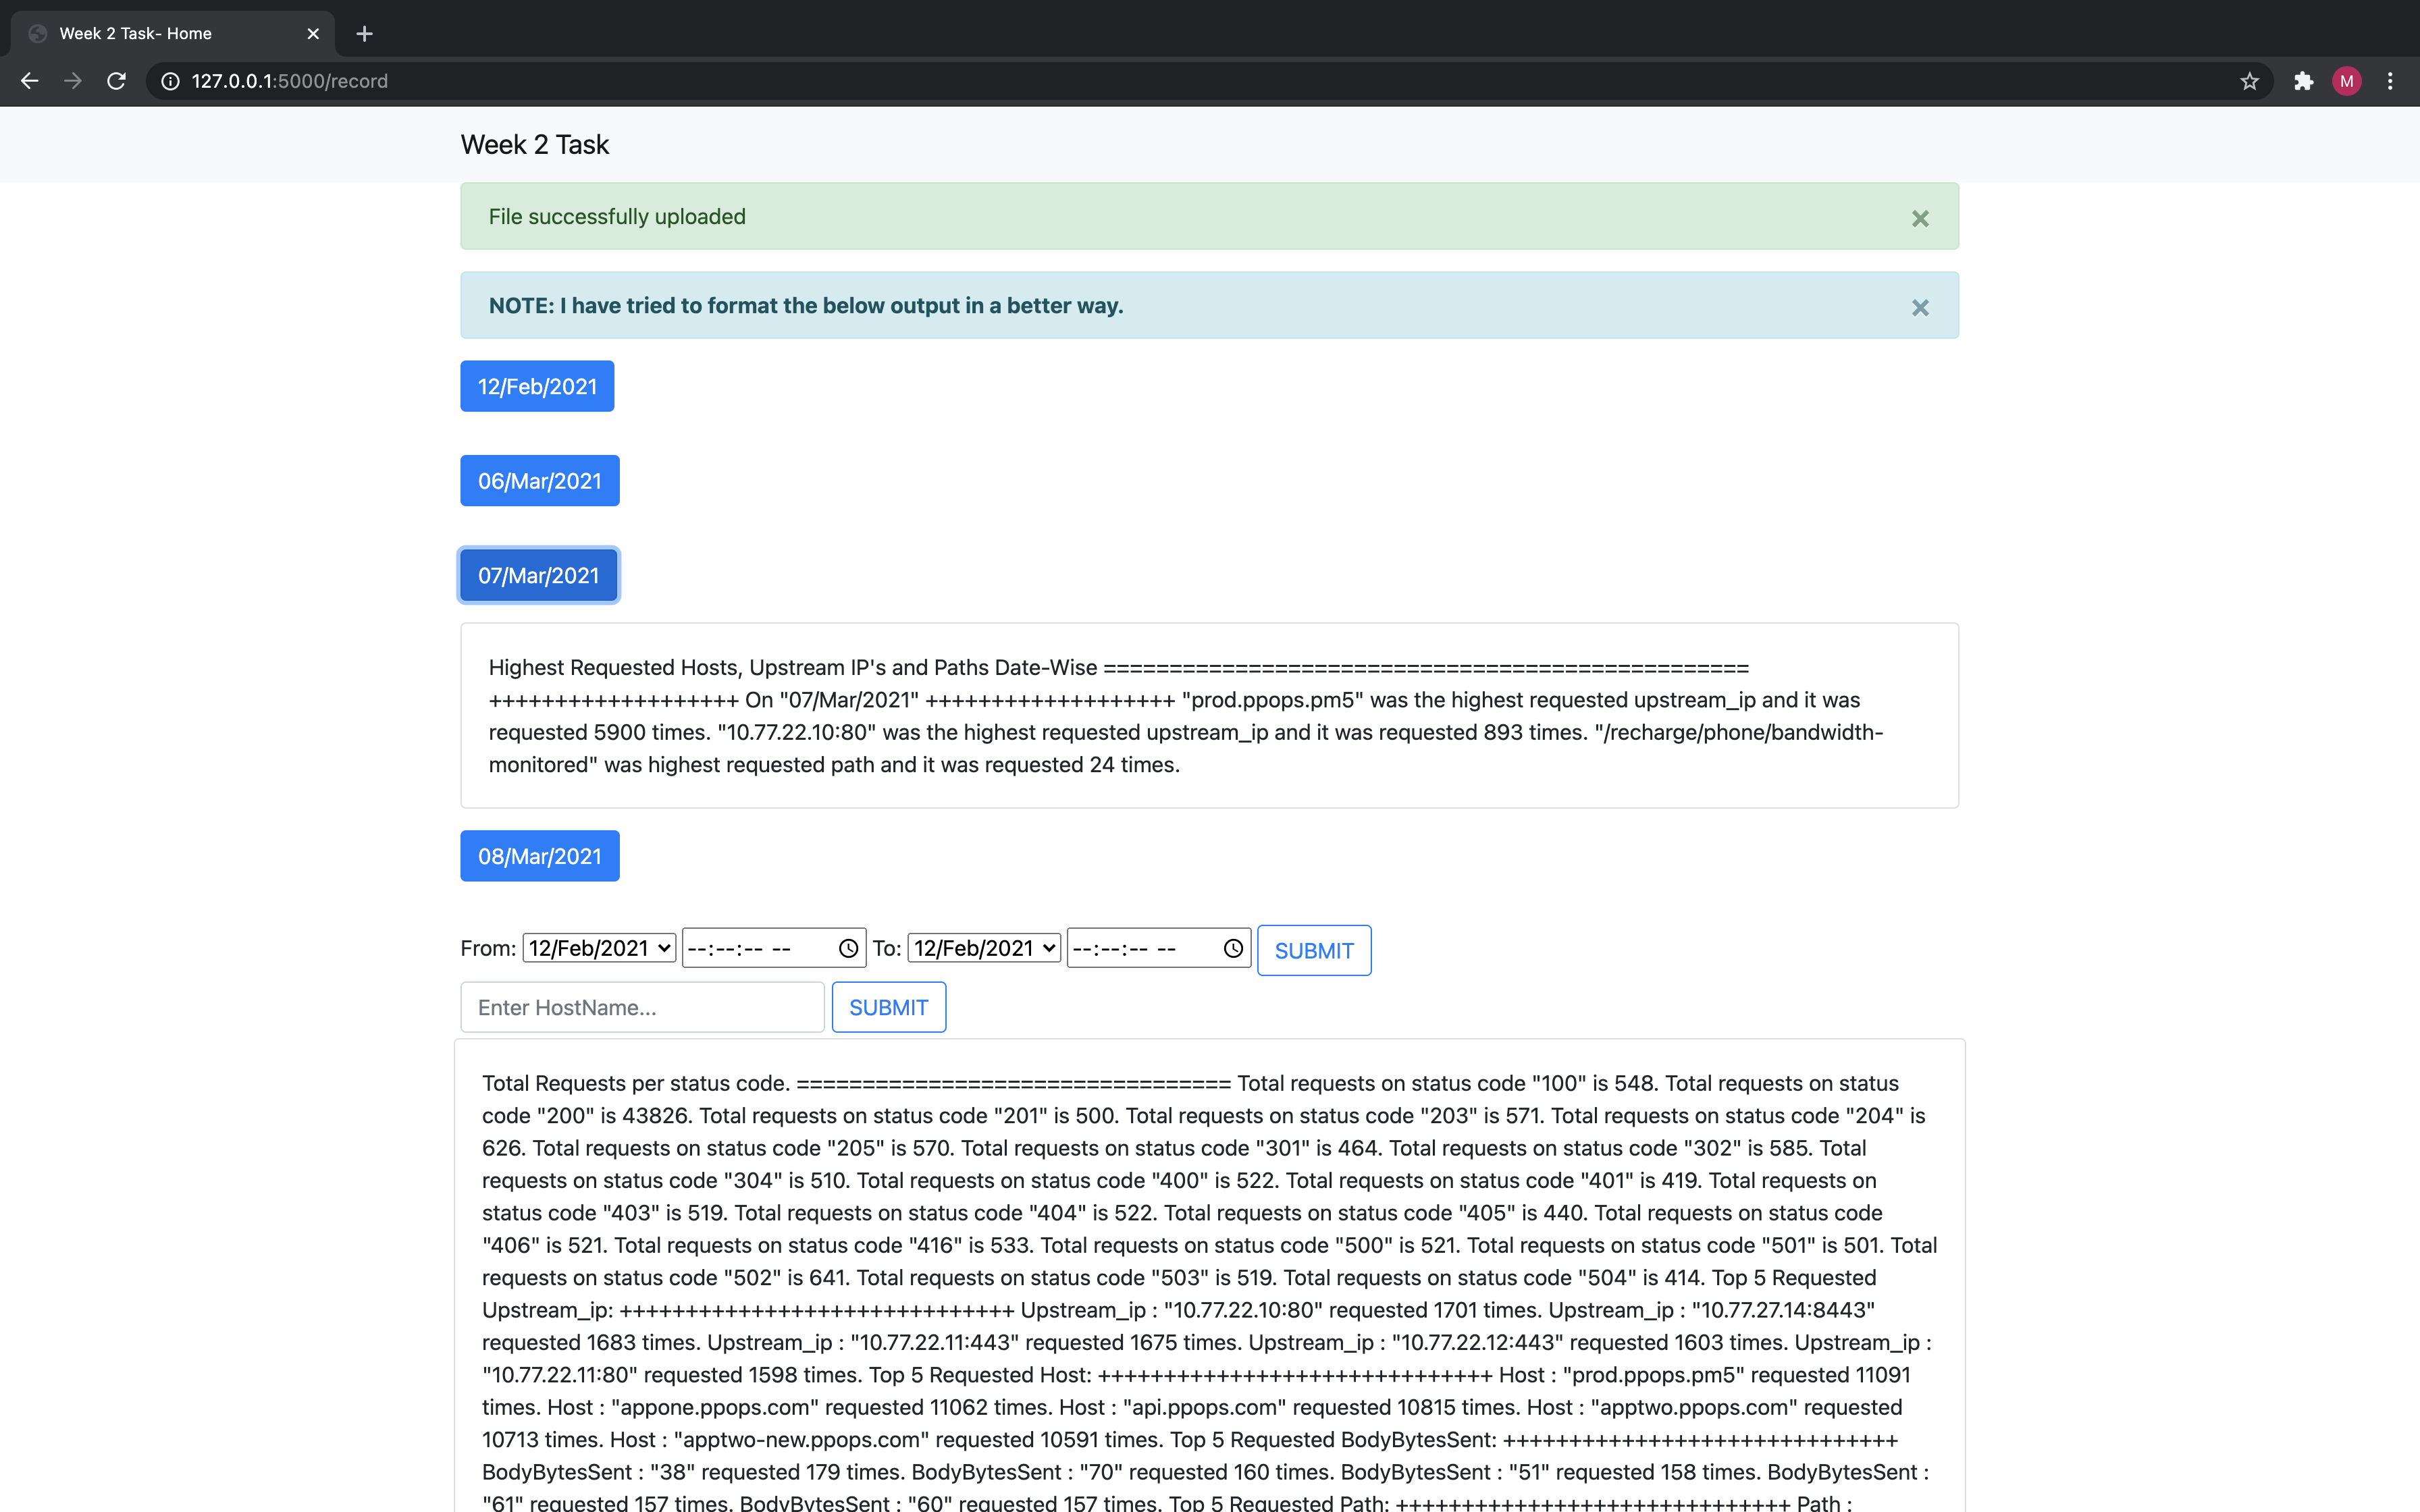 Week 2 Task- Home
127.0.0.1:5000/record
M
Week 2 Task
File successfully uploaded ×
NOTE: I have tried to format the below output in a better way. ×
12/Feb/2021
06/Mar/2021
07/Mar/2021
Highest Requested Hosts, Upstream IP's and Paths Date-Wise =================================================
+++++++++++++++++++ On "07/Mar/2021" +++++++++++++++++++ "prod.ppops.pm5" was the highest requested upstream_ip and it was
requested 5900 times. "10.77.22.10:80" was the highest requested upstream_ip and it was requested 893 times. "/recharge/phone/bandwidth-
monitored" was highest requested path and it was requested 24 times.
08/Mar/2021
From: 12/Feb/2021 --:--:-- -- To: 12/Feb/2021 --:--:-- -- SUBMIT
Enter HostName... SUBMIT
Total Requests per status code. ================================= Total requests on status code "100" is 548. Total requests on status
code "200" is 43826. Total requests on status code "201" is 500. Total requests on status code "203" is 571. Total requests on status code "204" is
626. Total requests on status code "205" is 570. Total requests on status code "301" is 464. Total requests on status code "302" is 585. Total
requests on status code "304" is 510. Total requests on status code "400" is 522. Total requests on status code "401" is 419. Total requests on
status code "403" is 519. Total requests on status code "404" is 522. Total requests on status code "405" is 440. Total requests on status code
"406" is 521. Total requests on status code "416" is 533. Total requests on status code "500" is 521. Total requests on status code "501" is 501. Total
requests on status code "502" is 641. Total requests on status code "503" is 519. Total requests on status code "504" is 414. Top 5 Requested
Upstream_ip: ++++++++++++++++++++++++++++++ Upstream_ip : "10.77.22.10:80" requested 1701 times. Upstream_ip : "10.77.27.14:8443"
requested 1683 times. Upstream_ip : "10.77.22.11:443" requested 1675 times. Upstream_ip : "10.77.22.12:443" requested 1603 times. Upstream_ip :
"10.77.22.11:80" requested 1598 times. Top 5 Requested Host: ++++++++++++++++++++++++++++++ Host : "prod.ppops.pm5" requested 11091
times. Host : "appone.ppops.com" requested 11062 times. Host : "api.ppops.com" requested 10815 times. Host : "apptwo.ppops.com" requested
10713 times. Host : "apptwo-new.ppops.com" requested 10591 times. Top 5 Requested BodyBytesSent: ++++++++++++++++++++++++++++++
BodyBytesSent : "38" requested 179 times. BodyBytesSent : "70" requested 160 times. BodyBytesSent : "51" requested 158 times. BodyBytesSent :
"61" requested 157 times. BodyBytesSent : "60" requested 157 times. Top 5 Requested Path: ++++++++++++++++++++++++++++++ Path :